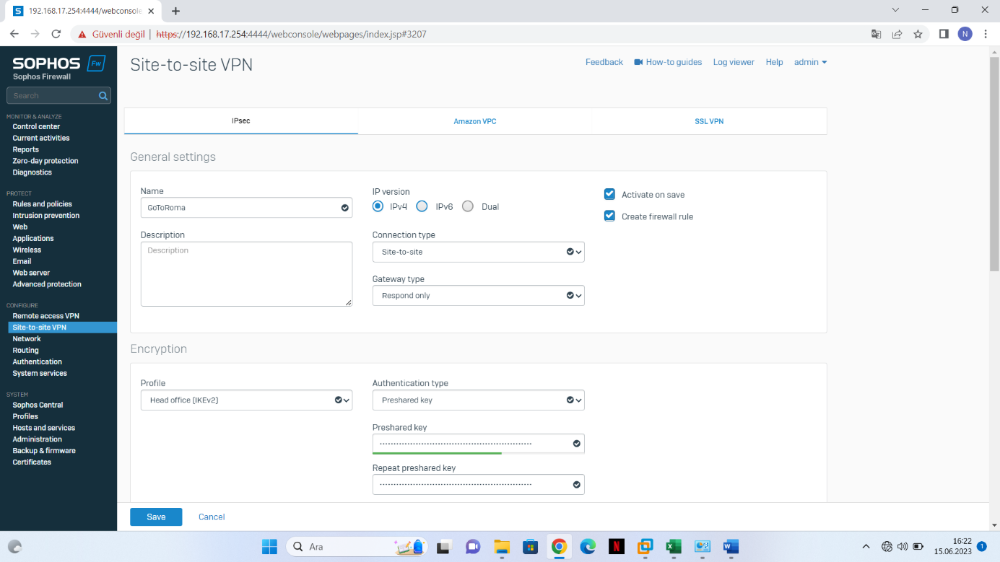 192.168.17.254:4444/webconsole
Güvenli değil | https://192.168.17.254:4444/webconsole/webpages/index.jsp#3207
N
SOPHOS Fw
Sophos Firewall
Search
MONITOR & ANALYZE
Control center
Current activities
Reports
Zero-day protection
Diagnostics
PROTECT
Rules and policies
Intrusion prevention
Web
Applications
Wireless
Email
Web server
Advanced protection
CONFIGURE
Remote access VPN
Site-to-site VPN
Network
Routing
Authentication
System services
SYSTEM
Sophos Central
Profiles
Hosts and services
Administration
Backup & firmware
Certificates
Site-to-site VPN
Feedback How-to guides Log viewer Help admin
IPsec Amazon VPC SSL VPN
General settings
Name
GoToRoma
Description
Description
IP version
IPv4 IPv6 Dual
Connection type
Site-to-site
Gateway type
Respond only
Activate on save
Create firewall rule
Encryption
Profile
Head office (IKEv2)
Authentication type
Preshared key
Preshared key
Repeat preshared key
Save Cancel
Ara
16:22
15.06.2023
1